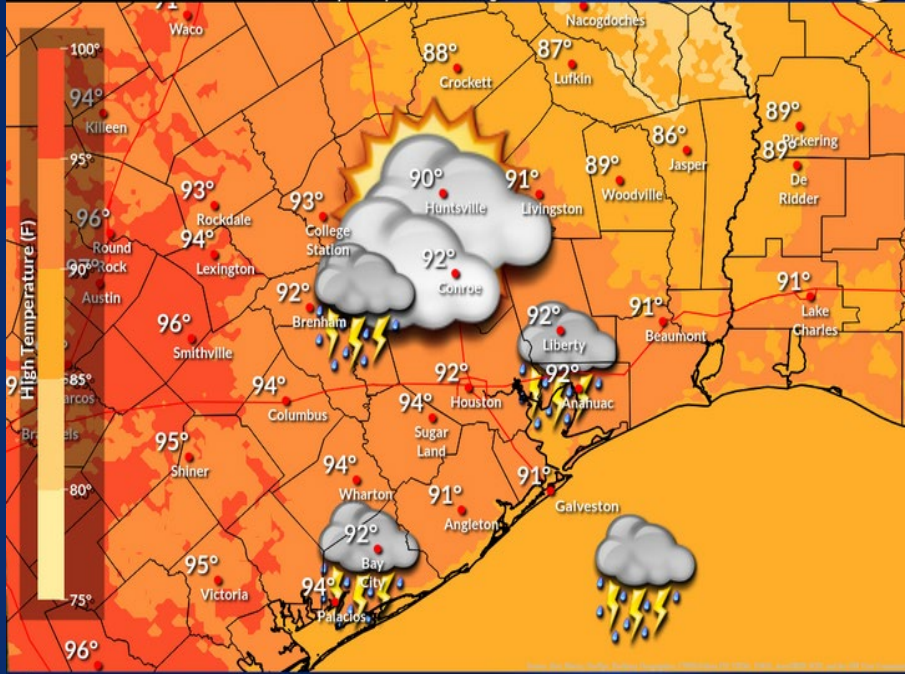 91°
Waco
Nacogdoches
100°
88°
Crockett
87°
Lufkin
94°
Killeen
89°
Pickering
86°
Jasper
95°
89°
De
Ridder
89°
Woodville
90°
Huntsville
91°
Livingston
93°
Rockdale
93°
College
Station
96°
Round
Rock
94°
Lexington
High Temperature (F)
90°
97°
Austin
92°
Conroe
92°
Brenham
91°
Lake
Charles
91°
Beaumont
92°
Liberty
96°
Smithville
85°
94°
Columbus
92°
Houston
92°
Anahuac
94°
Sugar
Land
95°
Shiner
80°
94°
Wharton
91°
Angleton
91°
Galveston
92°
Bay
City
75°
95°
Victoria
94°
Palacios
96°